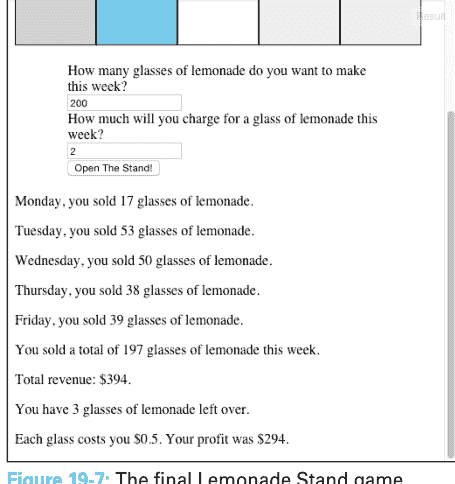 Result
How many glasses of lemonade do you want to make
this week?
200
How much will you charge for a glass of lemonade this
week?
2
Open The Stand!
Monday, you sold 17 glasses of lemonade.
Tuesday, you sold 53 glasses of lemonade.
Wednesday, you sold 50 glasses of lemonade.
Thursday, you sold 38 glasses of lemonade.
Friday, you sold 39 glasses of lemonade.
You sold a total of 197 glasses of lemonade this week.
Total revenue: $394.
You have 3 glasses of lemonade left over.
Each glass costs you $0.5. Your profit was $294.
Figure 19-7: The final Lemonade Stand game